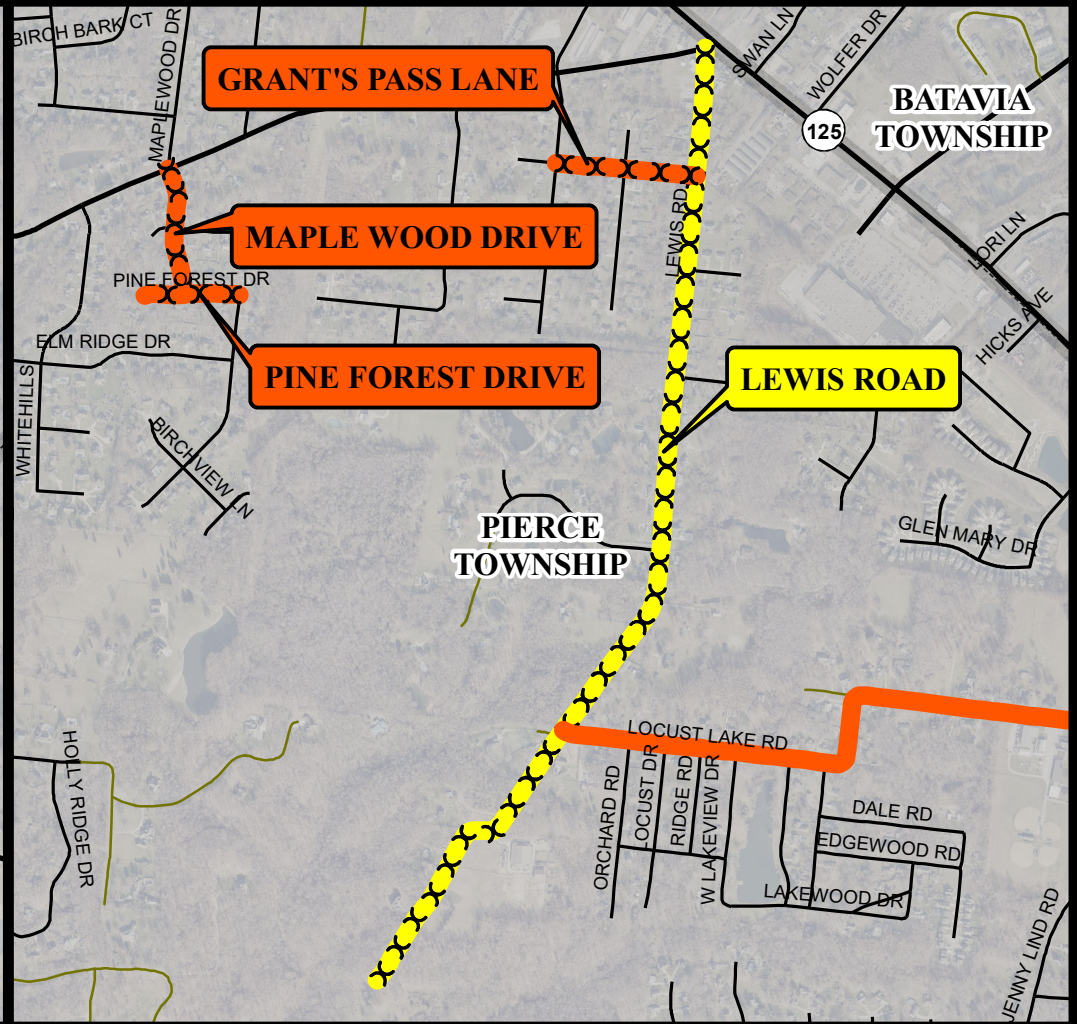 BIRCH BARK CT
MAPLEWOOD DR
SWAN LN
WOLFER DR
GRANT'S PASS LANE
BATAVIA
TOWNSHIP
125
MAPLE WOOD DRIVE
LEWIS RD
LORI LN
PINE FOREST DR
HICKS AVE
ELM RIDGE DR
PINE FOREST DRIVE
LEWIS ROAD
WHITEHILLS
BIRCHVIEW LN
PIERCE
TOWNSHIP
GLEN MARY DR
LOCUST LAKE RD
HOLLY RIDGE DR
ORCHARD RD
LOCUST DR
RIDGE RD
W LAKEVIEW DR
DALE RD
EDGEWOOD RD
LAKEWOOD DR
JENNY LIND RD